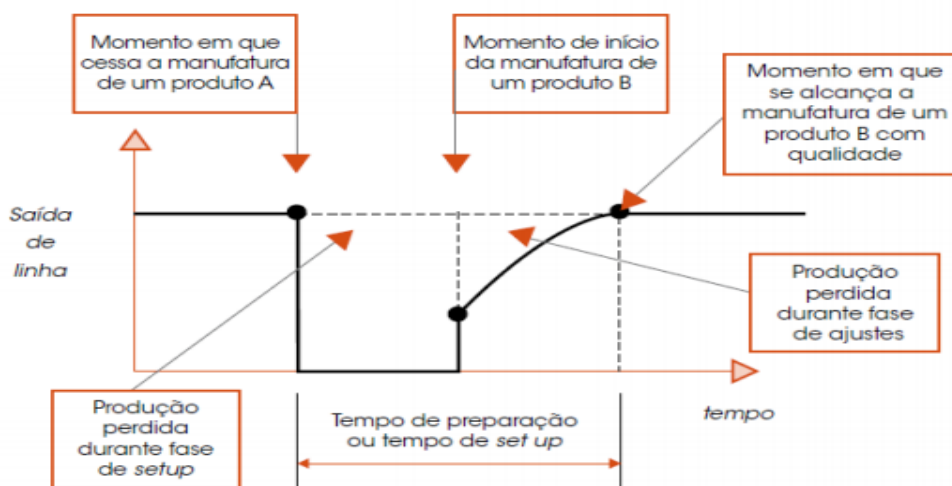 Momento em que
cessa a manufatura
de um produto A
Momento de início
da manufatura de
um produto B
Momento em que
se alcança a
manufatura de um
produto B com
qualidade
Saída
de
linha
Produção
perdida
durante fase
de ajustes
Produção
perdida
durante fase
de setup
Tempo de preparação
ou tempo de set up
tempo